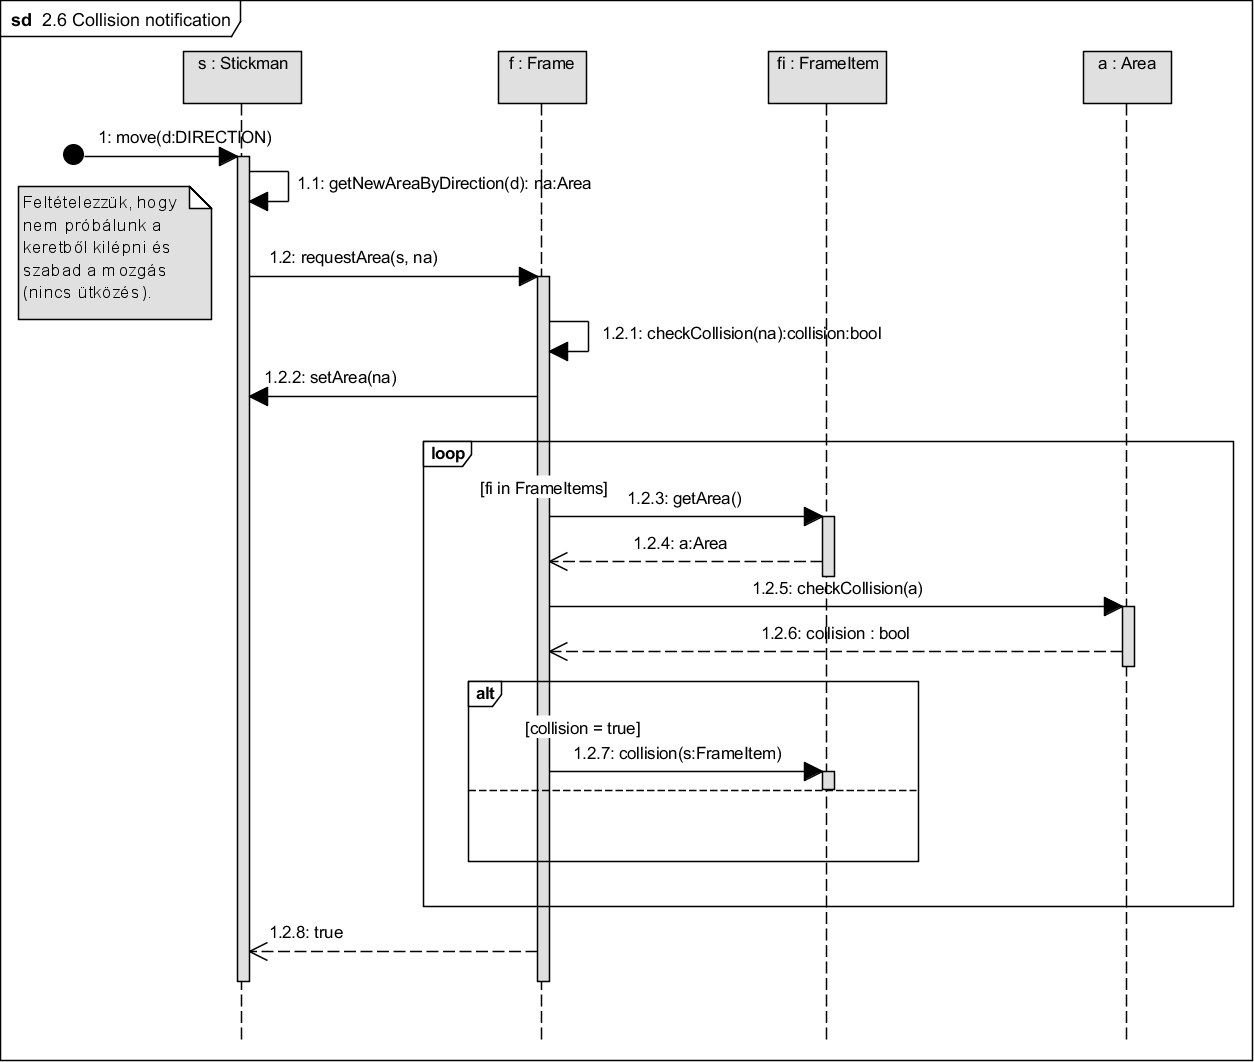 sd 2.6 Collision notification
s : Stickman
f : Frame
fi : FrameItem
a : Area
1: move(d:DIRECTION)
1.1: getNewAreaByDirection(d): na:Area
Feltételezzük, hogy
nem próbálunk a
keretből kilépni és
szabad a mozgás
(nincs ütközés).
1.2: requestArea(s, na)
1.2.1: checkCollision(na):collision:bool
1.2.2: setArea(na)
loop
[fi in FrameItems]
1.2.3: getArea()
1.2.4: a:Area
1.2.5: checkCollision(a)
1.2.6: collision : bool
alt
[collision = true]
1.2.7: collision(s:FrameItem)
1.2.8: true